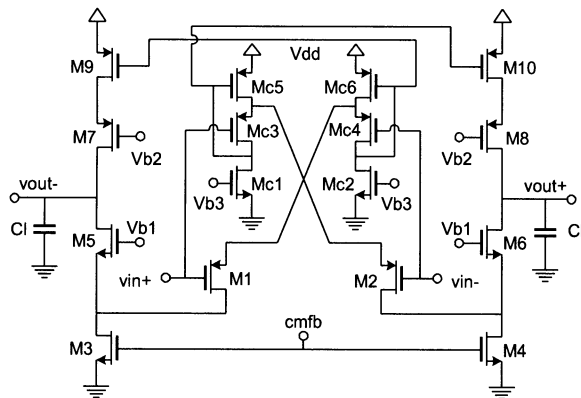 Vdd
M9
M10
Mc5
Mc6
M7
Mc3
Mc4
M8
Vb2
Vb2
Mc1
Mc2
Vb3
Vb3
vout-
vout+
Cl
C
M5
Vb1
Vb1
M6
vin+
M1
M2
vin-
cmfb
M3
M4